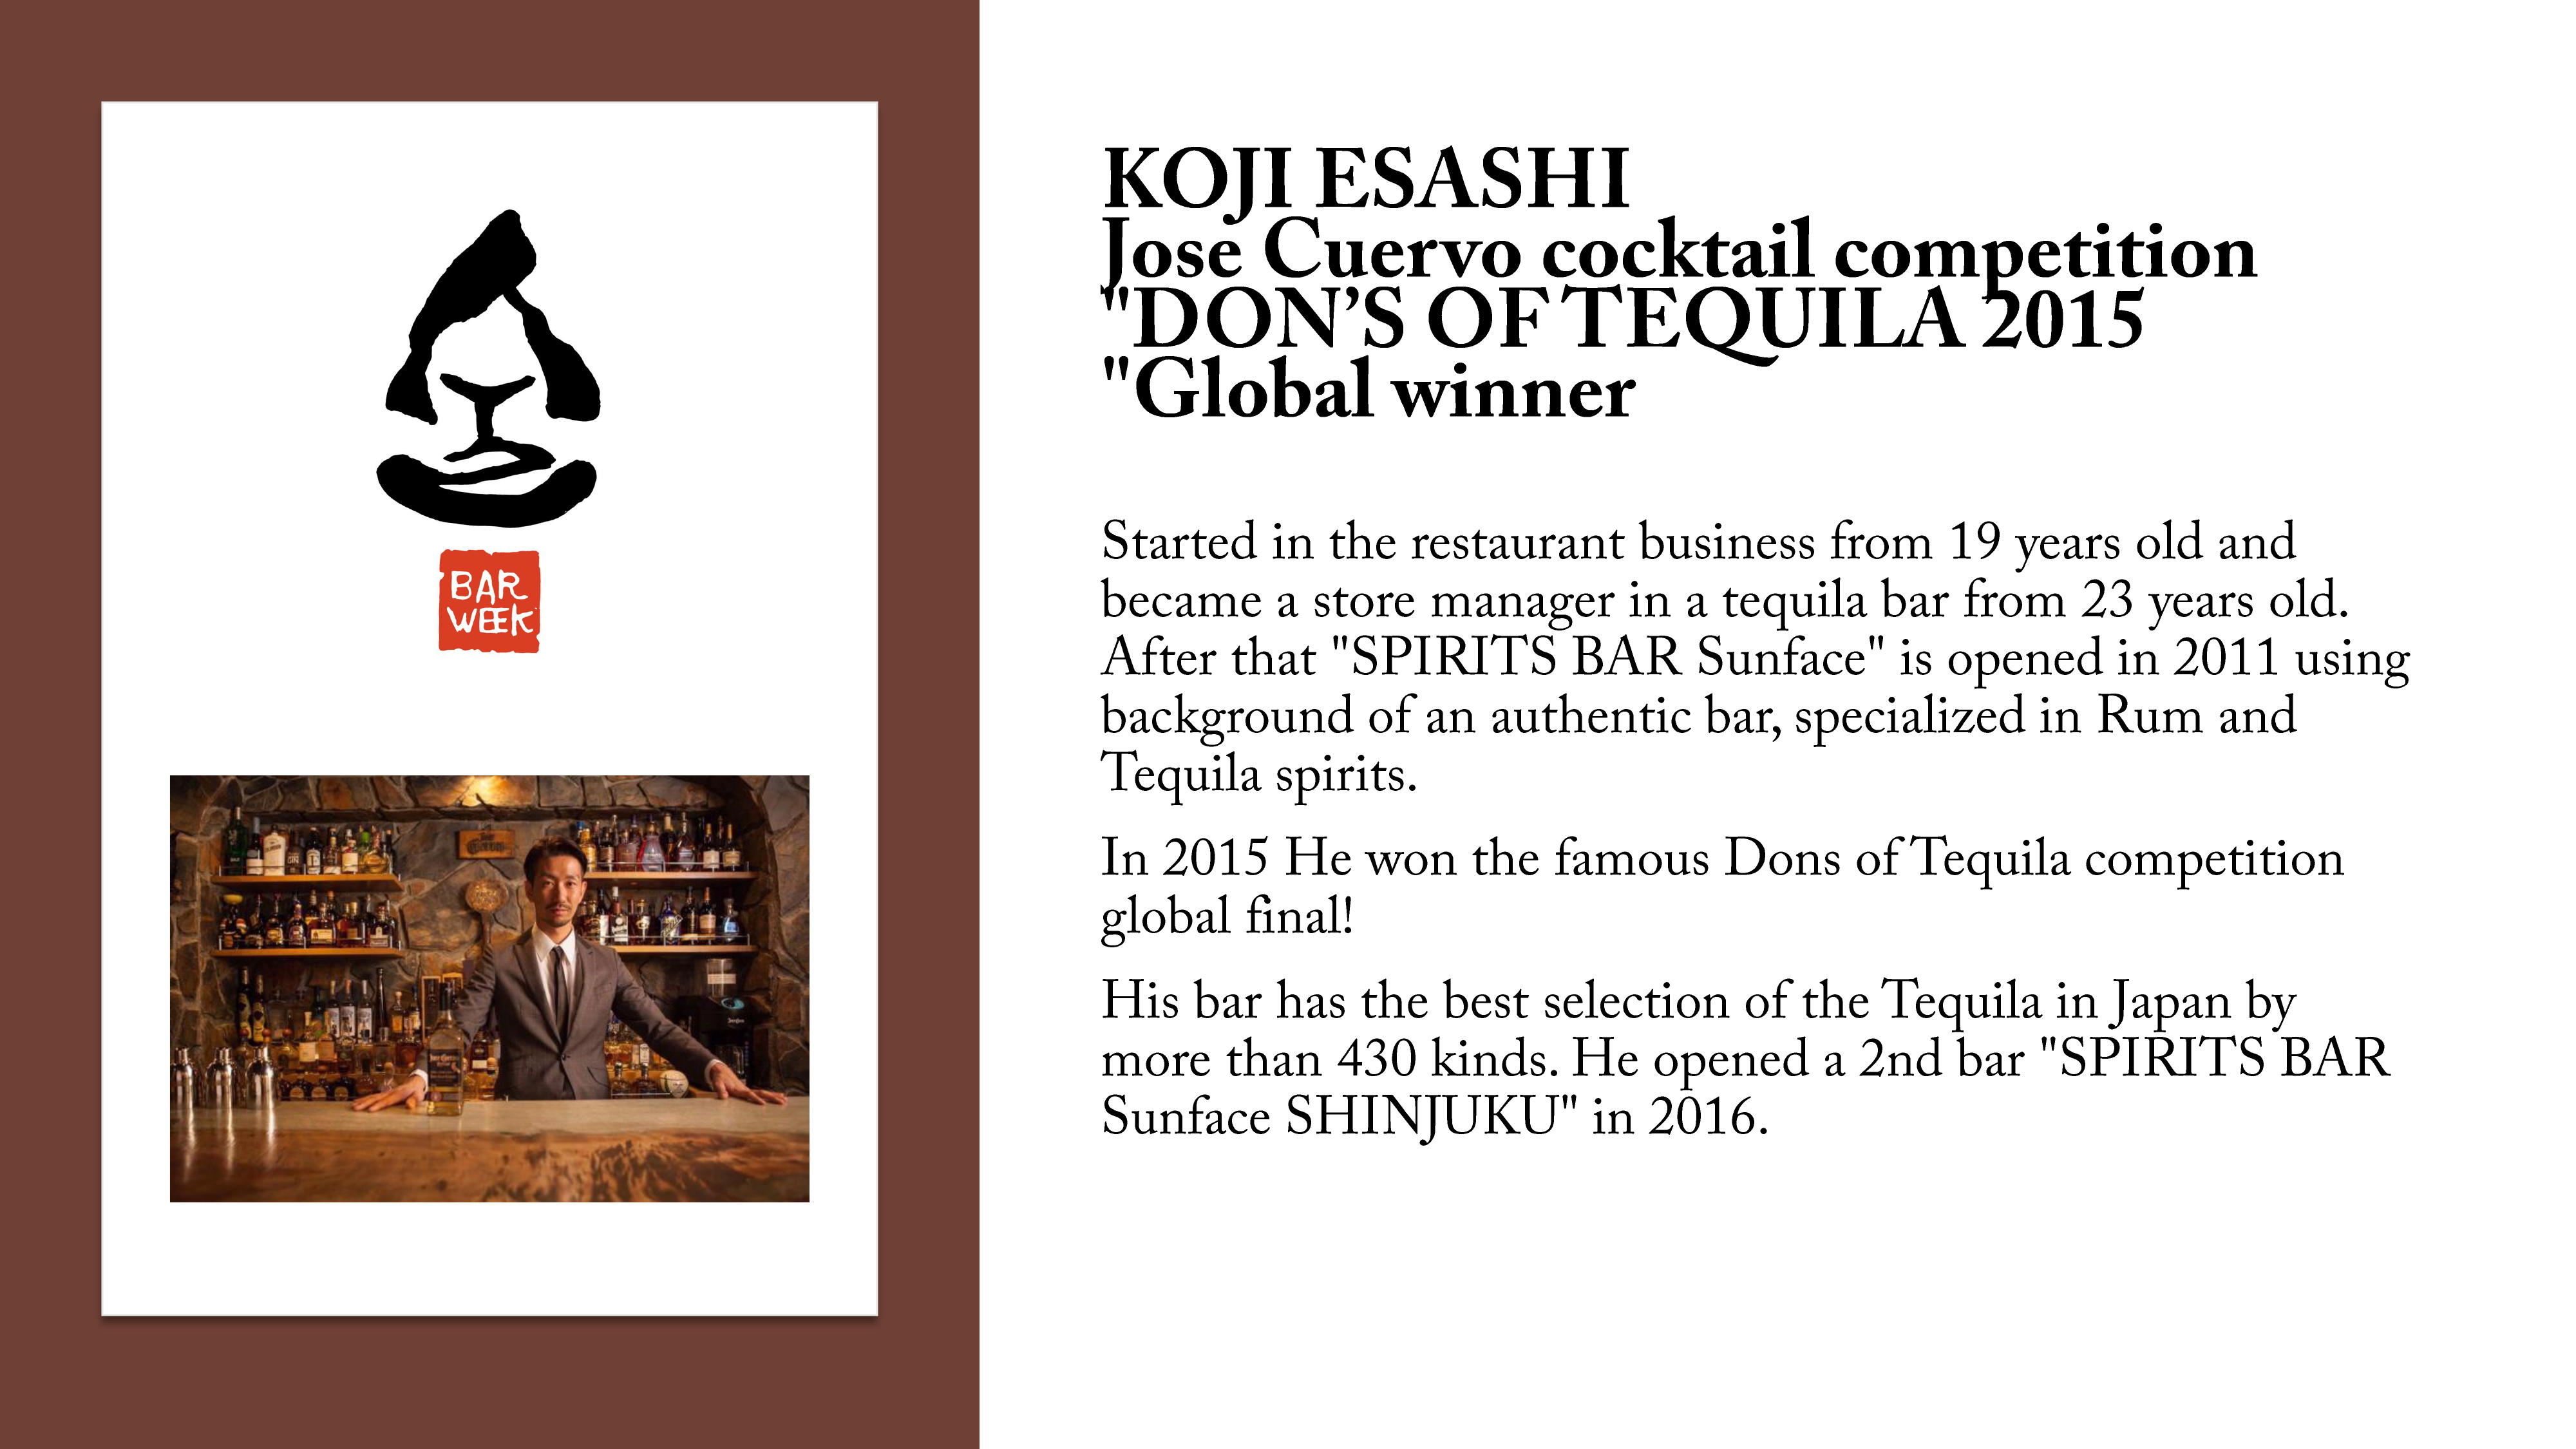 BAR
WEEK
KOJI ESASHI
Jose Cuervo cocktail competition
"DON’S OF TEQUILA 2015
"Global winner
Started in the restaurant business from 19 years old and
became a store manager in a tequila bar from 23 years old.
After that "SPIRITS BAR Sunface" is opened in 2011 using
background of an authentic bar, specialized in Rum and
Tequila spirits.
In 2015 He won the famous Dons of Tequila competition
global final!
His bar has the best selection of the Tequila in Japan by
more than 430 kinds. He opened a 2nd bar "SPIRITS BAR
Sunface SHINJUKU" in 2016.